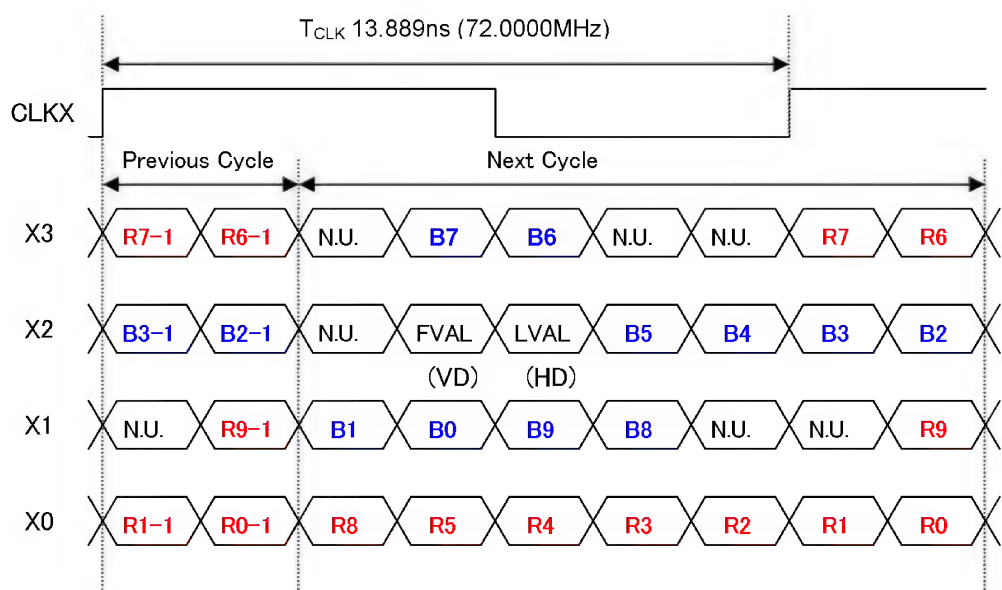 TCLK 13.889ns (72.0000MHz)
CLKX
Previous Cycle Next Cycle
X3 R7-1 R6-1 N.U. B7 B6 N.U. N.U. R7 R6
X2 B3-1 B2-1 N.U. FVAL LVAL B5 B4 B3 B2
(VD) (HD)
X1 N.U. R9-1 B1 B0 B9 B8 N.U. N.U. R9
X0 R1-1 R0-1 R8 R5 R4 R3 R2 R1 R0